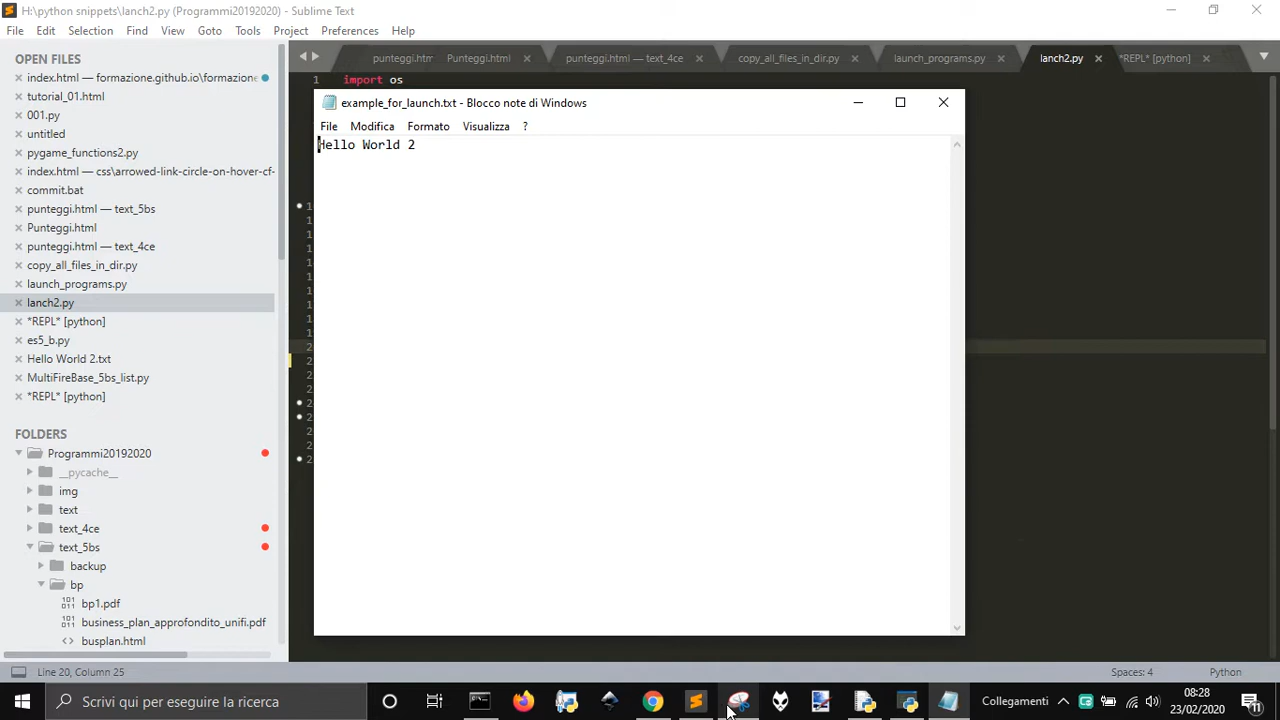 H:\python snippets\lanch2.py (Programmi20192020) - Sublime Text
File Edit Selection Find View Goto Tools Project Preferences Help
OPEN FILES
index.html — formazione.github.io\formazione
tutorial_01.html
001.py
untitled
pygame_functions2.py
index.html — css\arrowed-link-circle-on-hover-cf-
commit.bat
punteggi.html — text_5bs
Punteggi.html
punteggi.html — text_4ce
copy_all_files_in_dir.py
launch_programs.py
lanch2.py
*REPL* [python]
es5_b.py
Hello World 2.txt
MultiFireBase_5bs_list.py
*REPL* [python]
FOLDERS
Programmi20192020
__pycache__
img
text
text_4ce
text_5bs
backup
bp
bp1.pdf
business_plan_approfondito_unifi.pdf
busplan.html
punteggi.htm Punteggi.html punteggi.html — text_4ce copy_all_files_in_dir.py launch_programs.py lanch2.py *REPL* [python]
1 import os
example_for_launch.txt - Blocco note di Windows
File Modifica Formato Visualizza ?
Hello World 2
Line 20, Column 25 Spaces: 4 Python
Scrivi qui per eseguire la ricerca
Collegamenti
08:28
23/02/2020
11